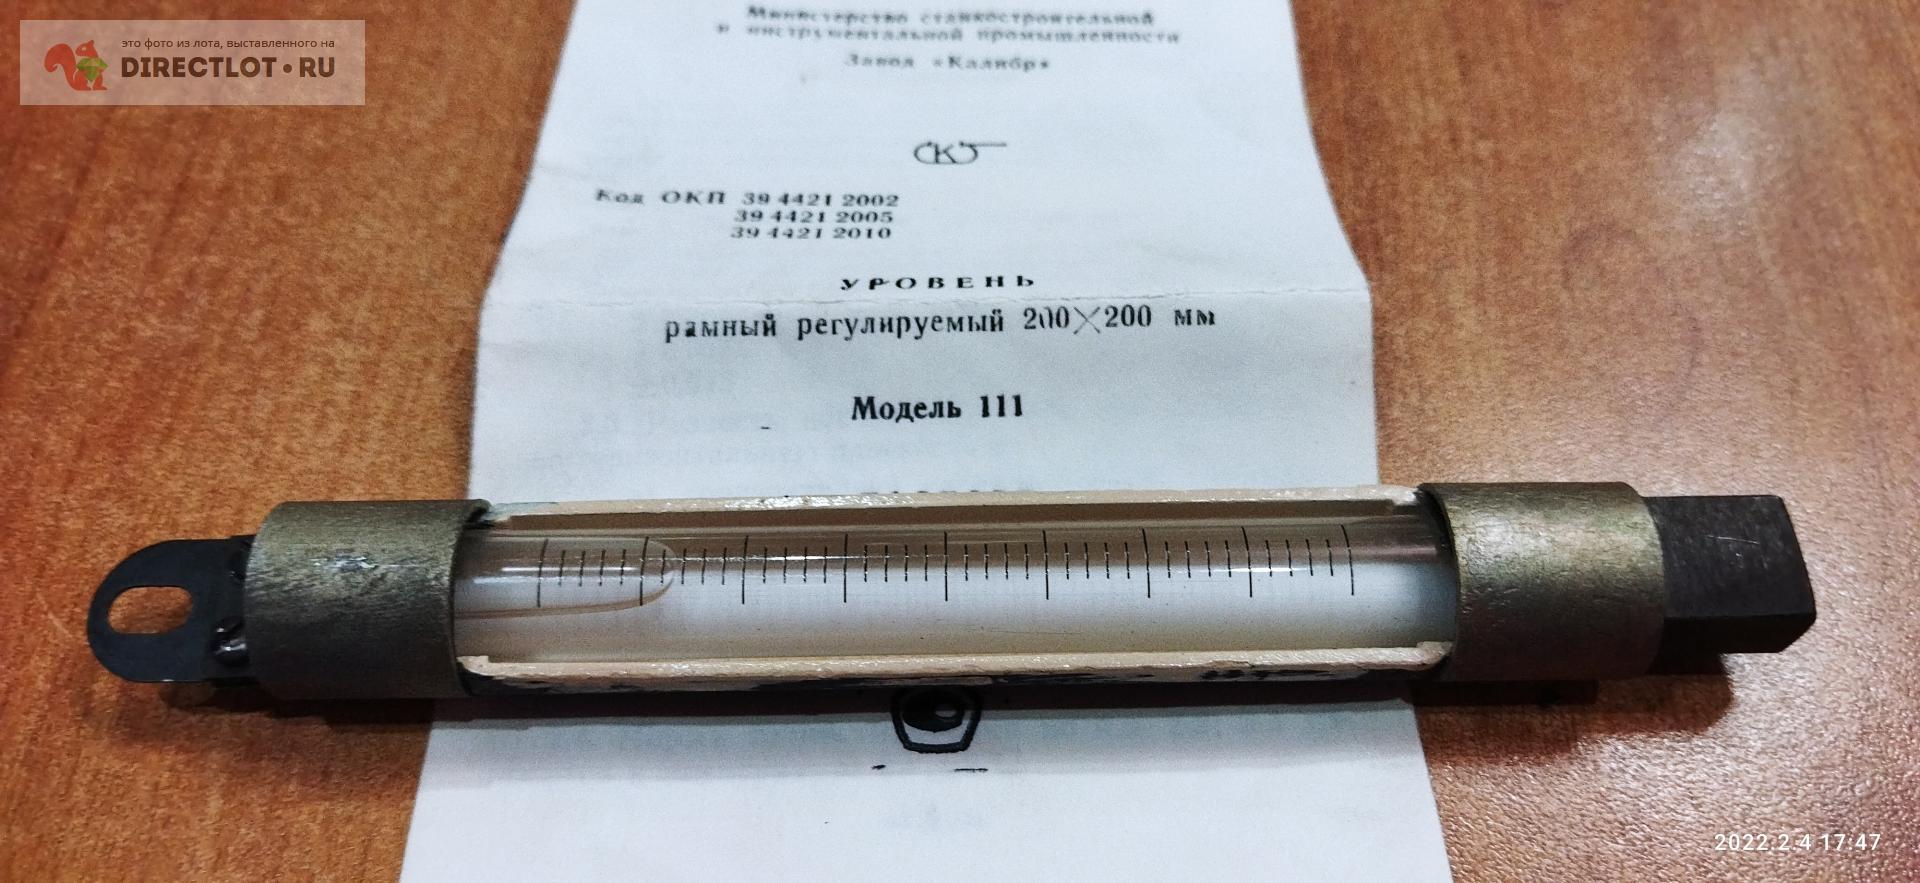 это фото из лота, выставленного на
DIRECTLOT•RU
Министерство станкостроительной
и инструментальной промышленности
Завод «Калибр»
Код ОКП 39 4421 2002
39 4421 2005
39 4421 2010
УРОВЕНЬ
рамный регулируемый 200×200 мм
Модель 111
2022.2.4 17:47